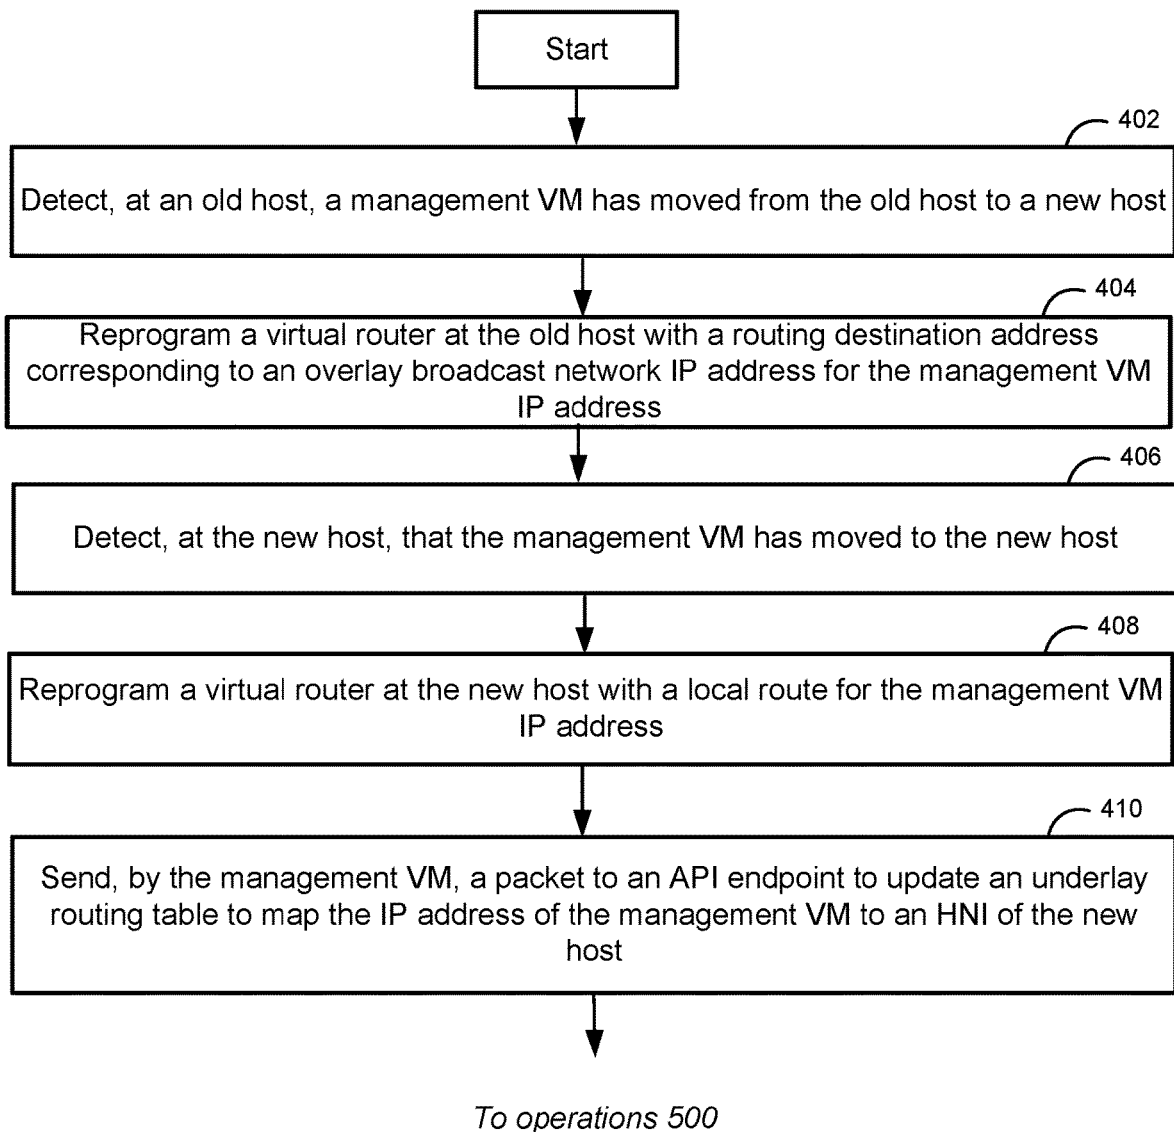 Start
402
Detect, at an old host, a management VM has moved from the old host to a new host
404
Reprogram a virtual router at the old host with a routing destination address
corresponding to an overlay broadcast network IP address for the management VM
IP address
406
Detect, at the new host, that the management VM has moved to the new host
408
Reprogram a virtual router at the new host with a local route for the management VM
IP address
410
Send, by the management VM, a packet to an API endpoint to update an underlay
routing table to map the IP address of the management VM to an HNI of the new
host
To operations 500